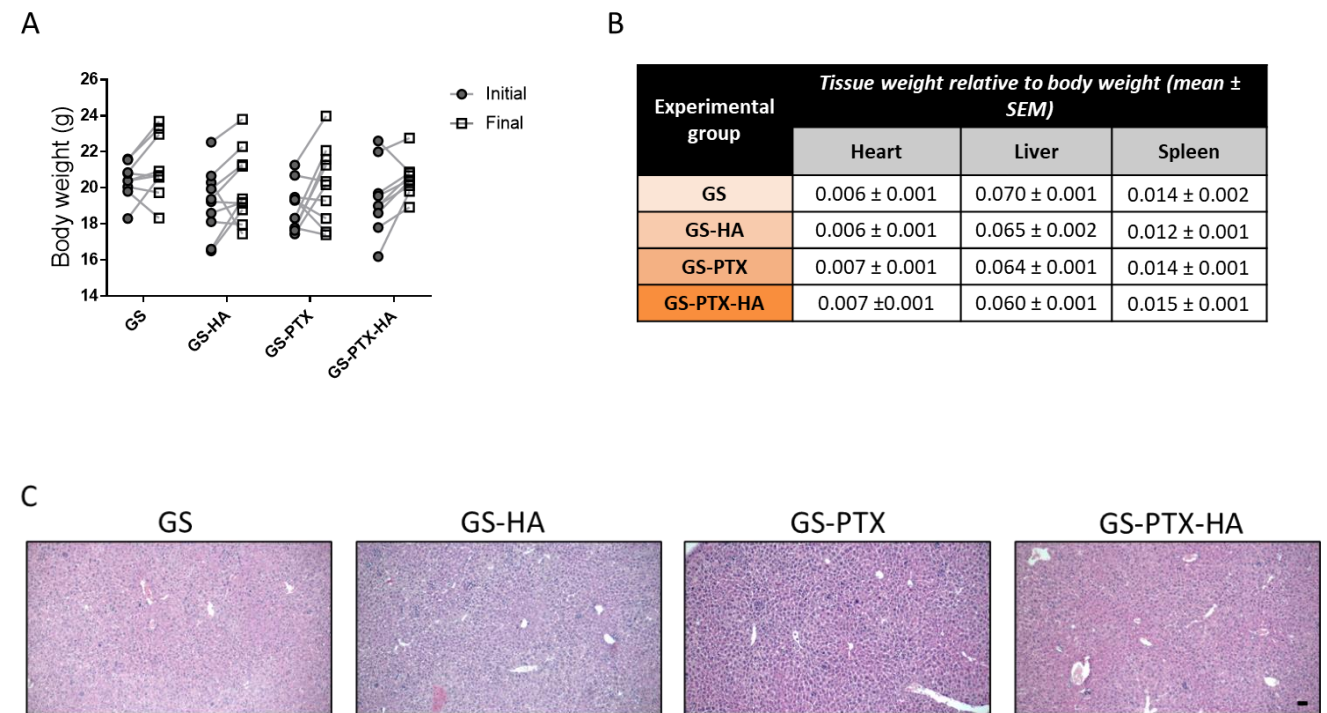 A
Body weight (g)
26
24
22
20
18
16
14
GS
GS-HA
GS-PTX
GS-PTX-HA
Initial
Final
B
Experimental group
Tissue weight relative to body weight (mean ±
SEM)
Heart Liver Spleen
GS 0.006 ± 0.001 0.070 ± 0.001 0.014 ± 0.002
GS-HA 0.006 ± 0.001 0.065 ± 0.002 0.012 ± 0.001
GS-PTX 0.007 ± 0.001 0.064 ± 0.001 0.014 ± 0.001
GS-PTX-HA 0.007 ±0.001 0.060 ± 0.001 0.015 ± 0.001
C
GS GS-HA GS-PTX GS-PTX-HA